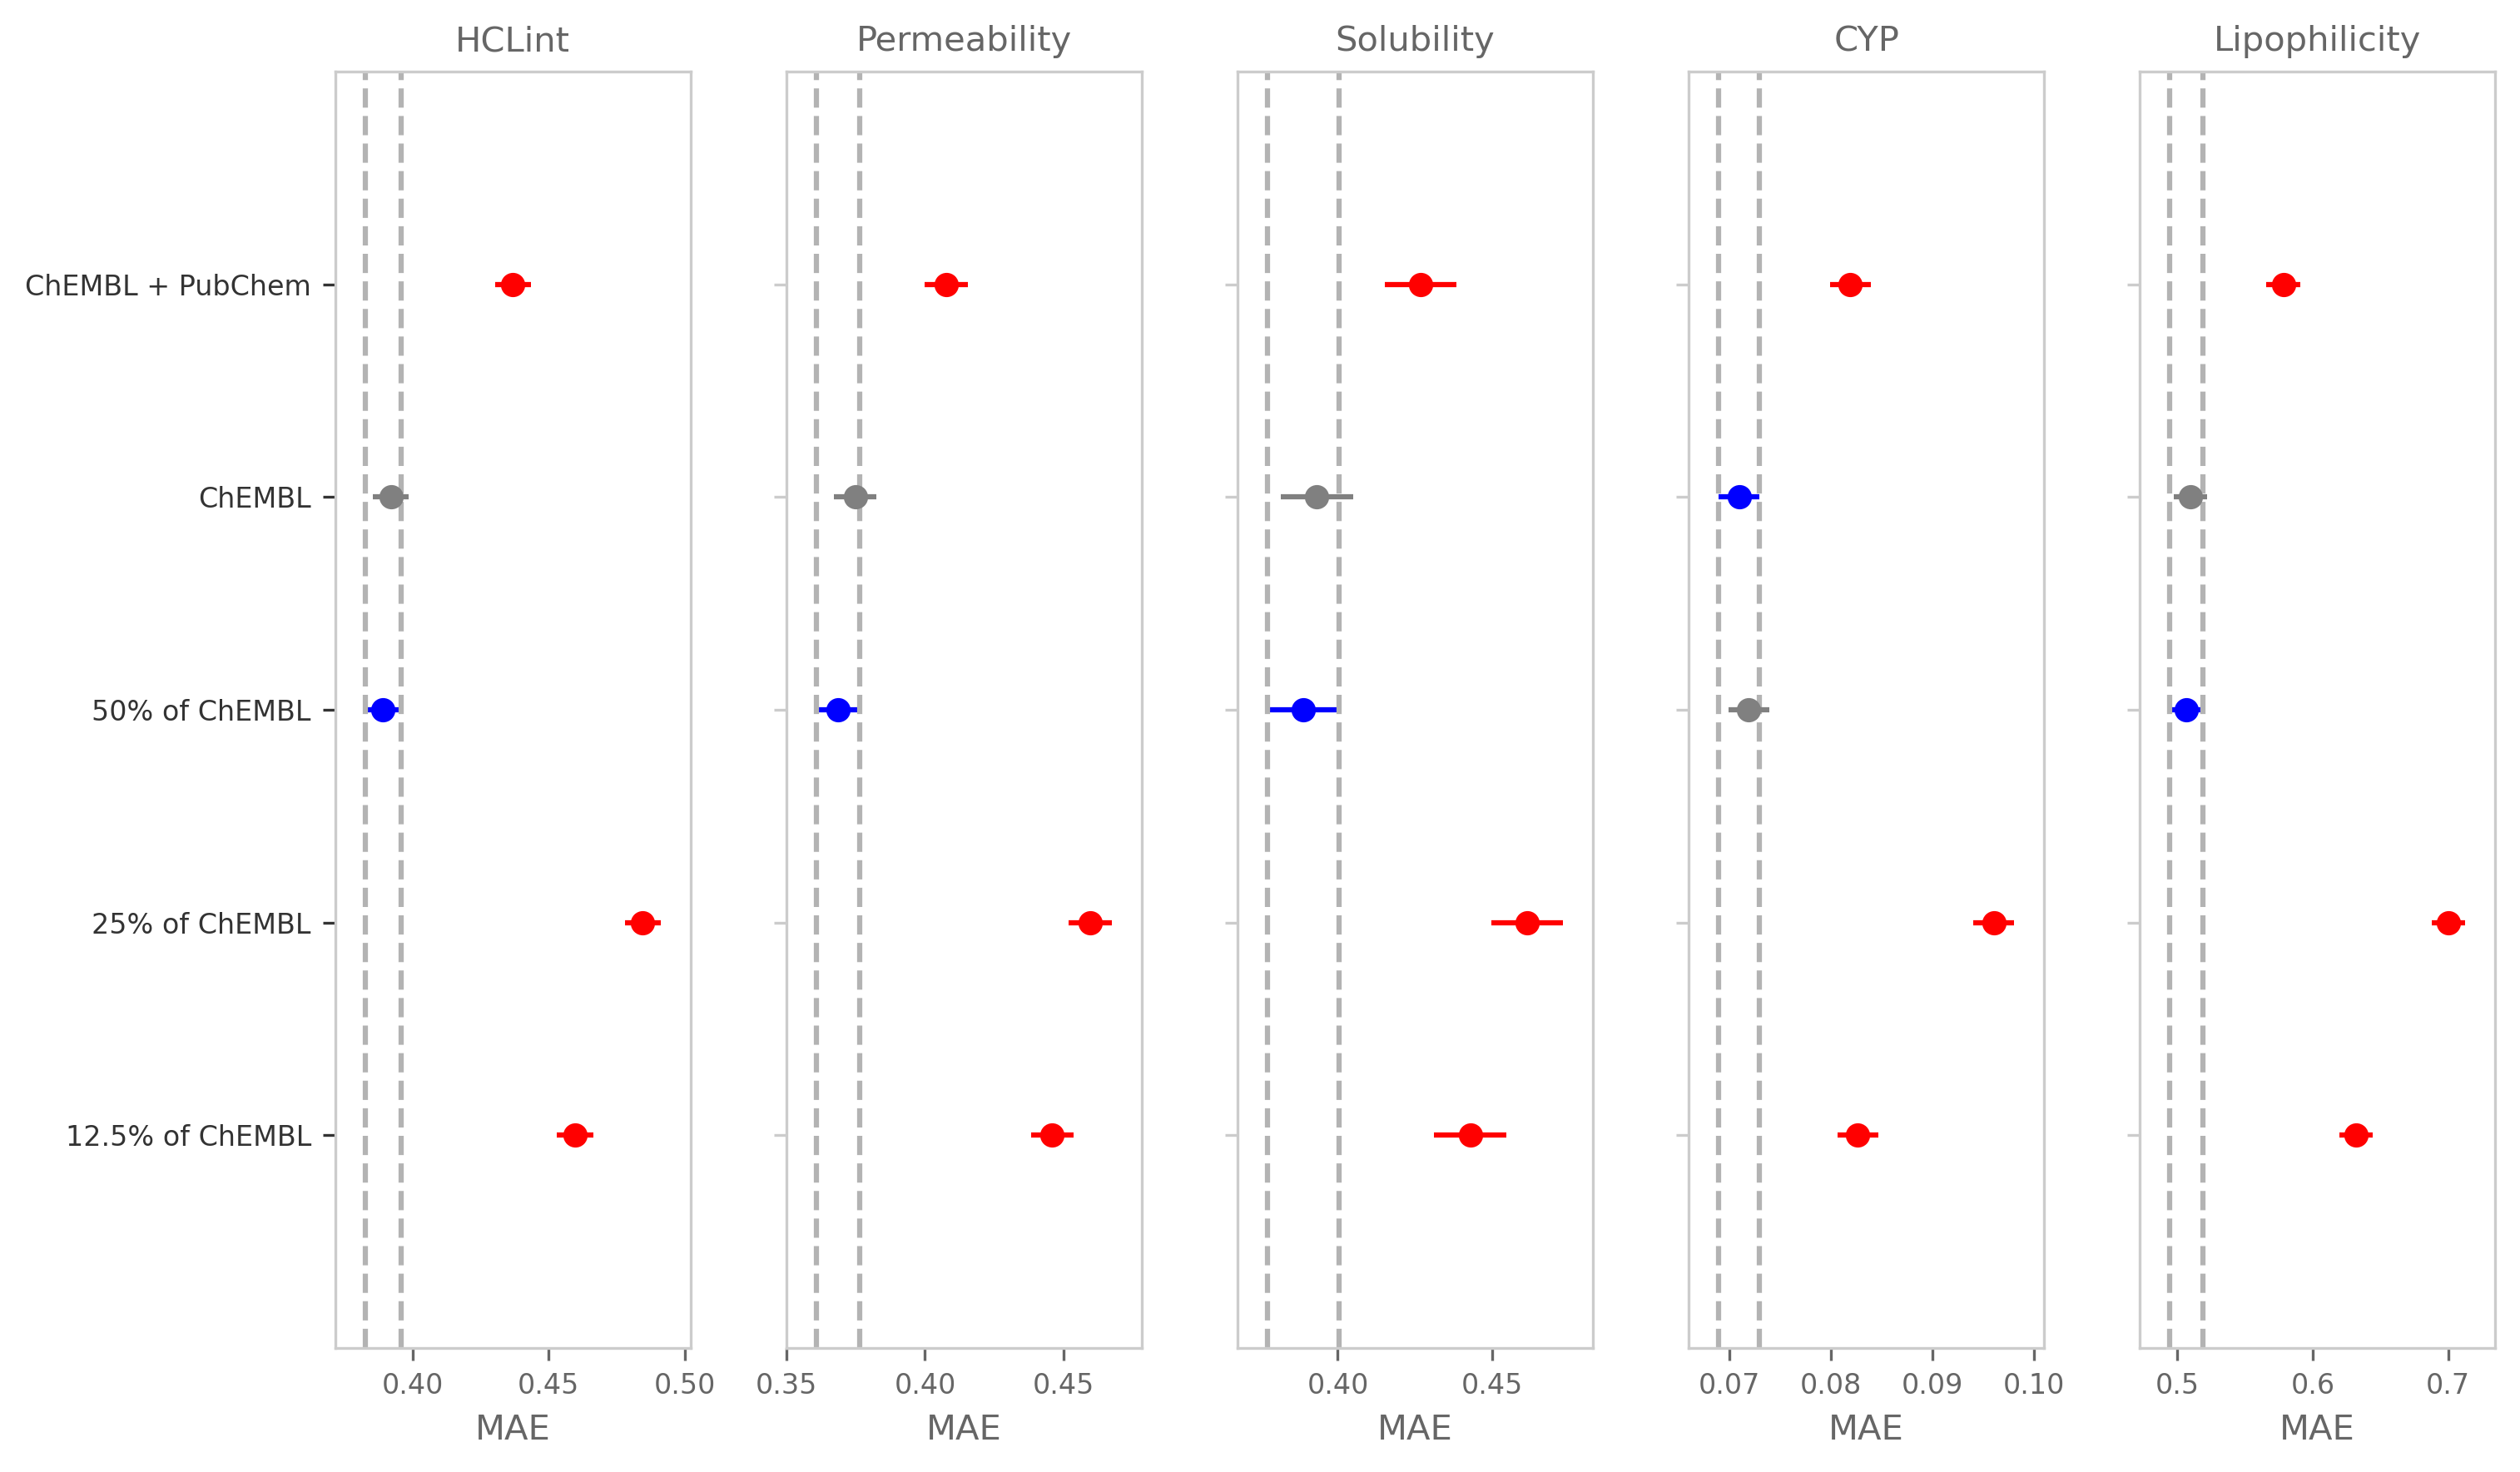 HCLint
Permeability
Solubility
CYP
Lipophilicity
ChEMBL + PubChem
ChEMBL
50% of ChEMBL
25% of ChEMBL
12.5% of ChEMBL
0.40 0.45 0.50
0.35 0.40 0.45
0.40 0.45
0.07 0.08 0.09 0.10
0.5 0.6 0.7
MAE
MAE
MAE
MAE
MAE